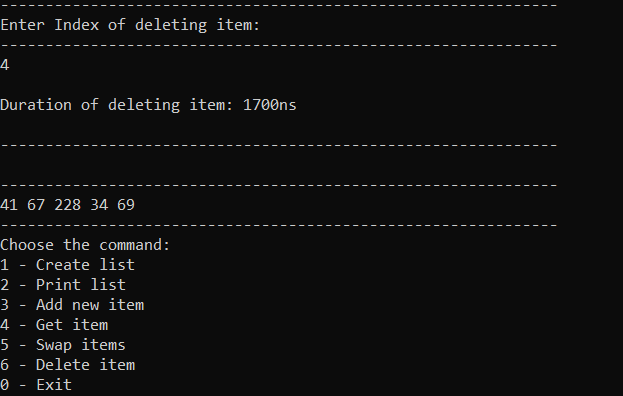 --------------------------------------------------------------
Enter Index of deleting item:
--------------------------------------------------------------
4
Duration of deleting item: 1700ns
--------------------------------------------------------------
--------------------------------------------------------------
41 67 228 34 69
--------------------------------------------------------------
Choose the command:
1 - Create list
2 - Print list
3 - Add new item
4 - Get item
5 - Swap items
6 - Delete item
0 - Exit